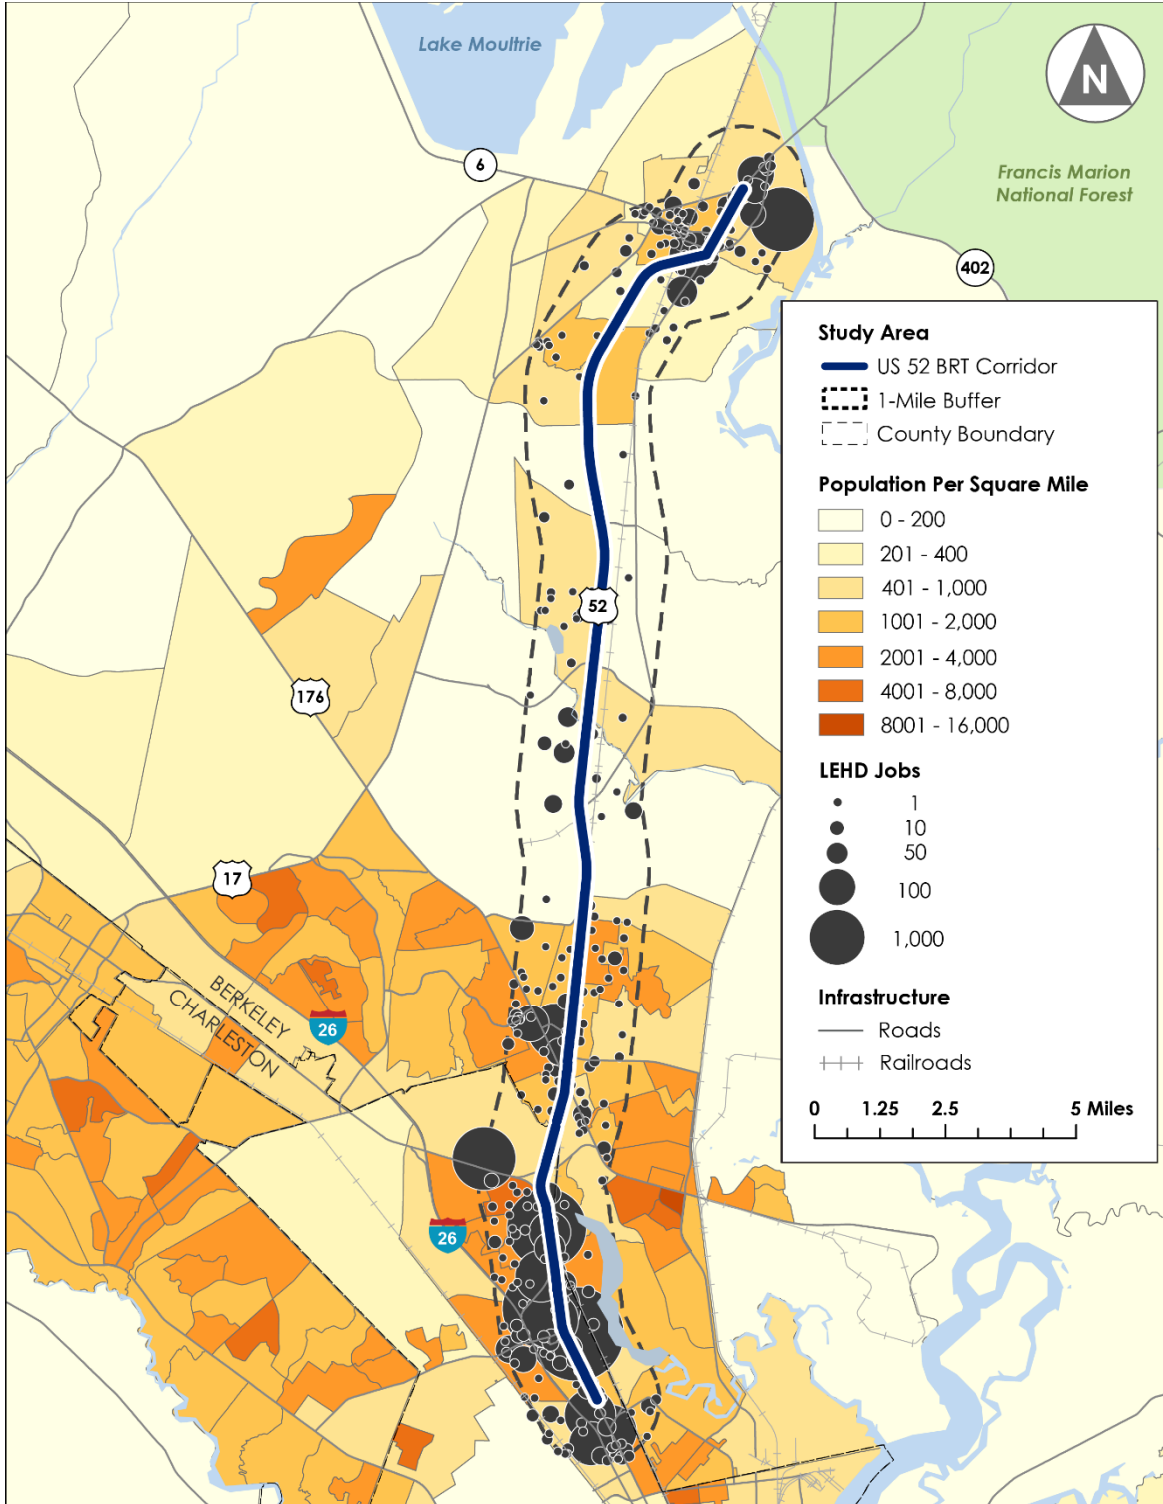 Lake Moultrie
N
6
Francis Marion
National Forest
402
Study Area
US 52 BRT Corridor
1-Mile Buffer
County Boundary
Population Per Square Mile
0 - 200
201 - 400
401 - 1,000
1001 - 2,000
2001 - 4,000
4001 - 8,000
8001 - 16,000
LEHD Jobs
1
10
50
100
1,000
Infrastructure
Roads
Railroads
0 1.25 2.5 5 Miles
52
176
17
BERKELEY
CHARLESTON
26
26